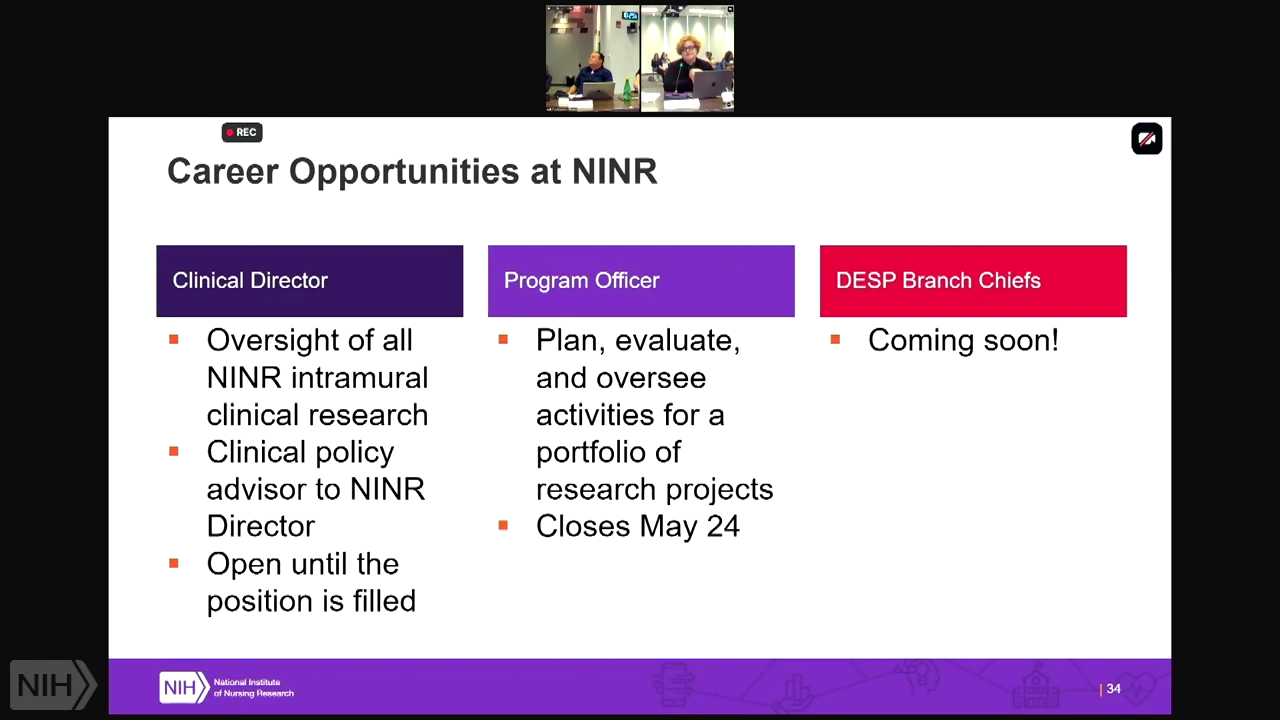 REC
Career Opportunities at NINR
Clinical Director
Oversight of all
NINR intramural
clinical research
Clinical policy
advisor to NINR
Director
Open until the
position is filled
Program Officer
Plan, evaluate,
and oversee
activities for a
portfolio of
research projects
Closes May 24
DESP Branch Chiefs
Coming soon!
NIH
NIH
National Institute
of Nursing Research
34